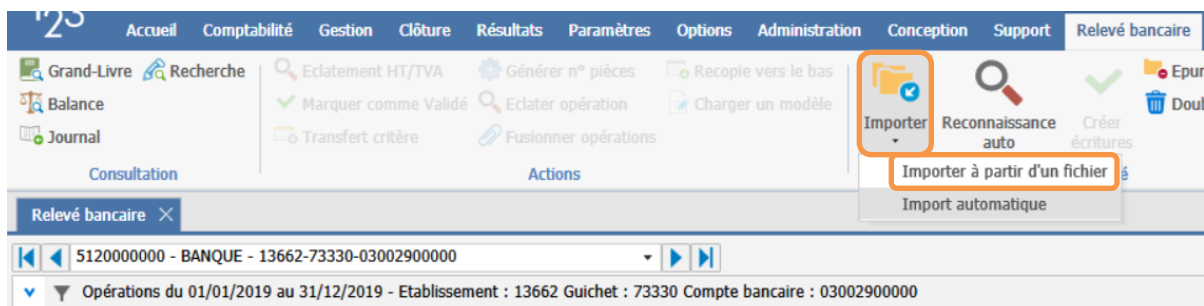 123 Accueil Comptabilité Gestion Clôture Résultats Paramètres Options Administration Conception Support Relevé bancaire
Grand-Livre Recherche Eclatement HT/TVA Générer n° pièces Recopie vers le bas Epur
Balance Marquer comme Validé Eclater opération Charger un modèle Importer Reconnaissance auto Créer écritures Doub
Journal Transfert critère Fusionner opérations
Consultation Actions Importer à partir d'un fichier é
Relevé bancaire Import automatique
5120000000 - BANQUE - 13662-73330-03002900000
Opérations du 01/01/2019 au 31/12/2019 - Etablissement : 13662 Guichet : 73330 Compte bancaire : 03002900000